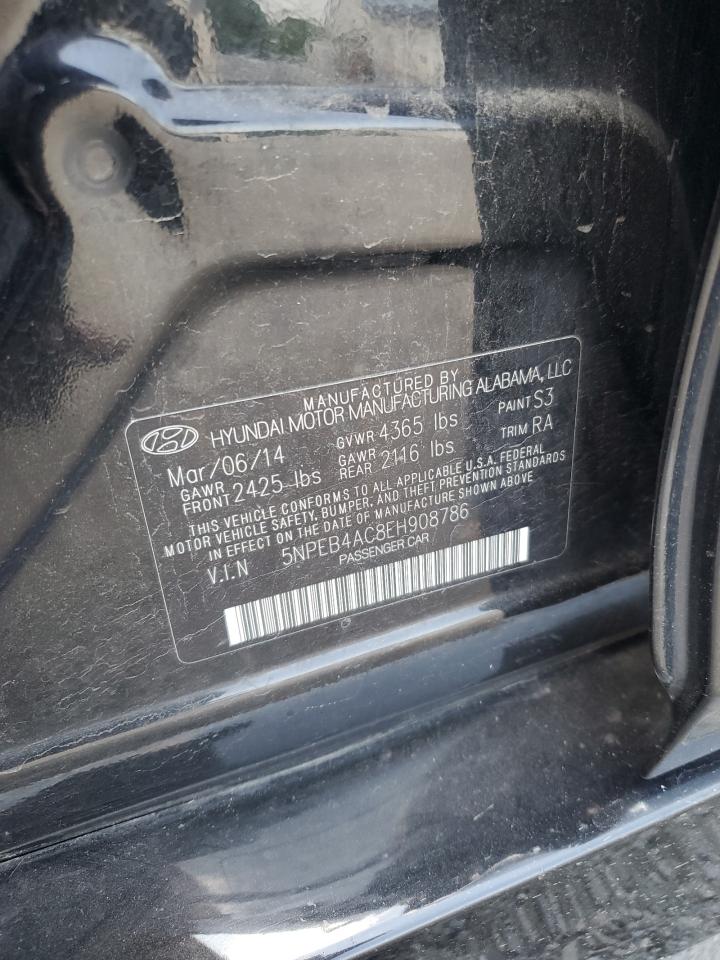 MANUFACTURED BY
HYUNDAI MOTOR MANUFACTURING ALABAMA, LLC
Mar/06/14 GVWR 4365 lbs PAINT S3
GAWR FRONT 2425 lbs GAWR REAR 2116 lbs TRIM RA
THIS VEHICLE CONFORMS TO ALL APPLICABLE U.S.A. FEDERAL
MOTOR VEHICLE SAFETY, BUMPER, AND THEFT PREVENTION STANDARDS
IN EFFECT ON THE DATE OF MANUFACTURE SHOWN ABOVE
V.I.N 5NPEB4AC8EH908786
PASSENGER CAR